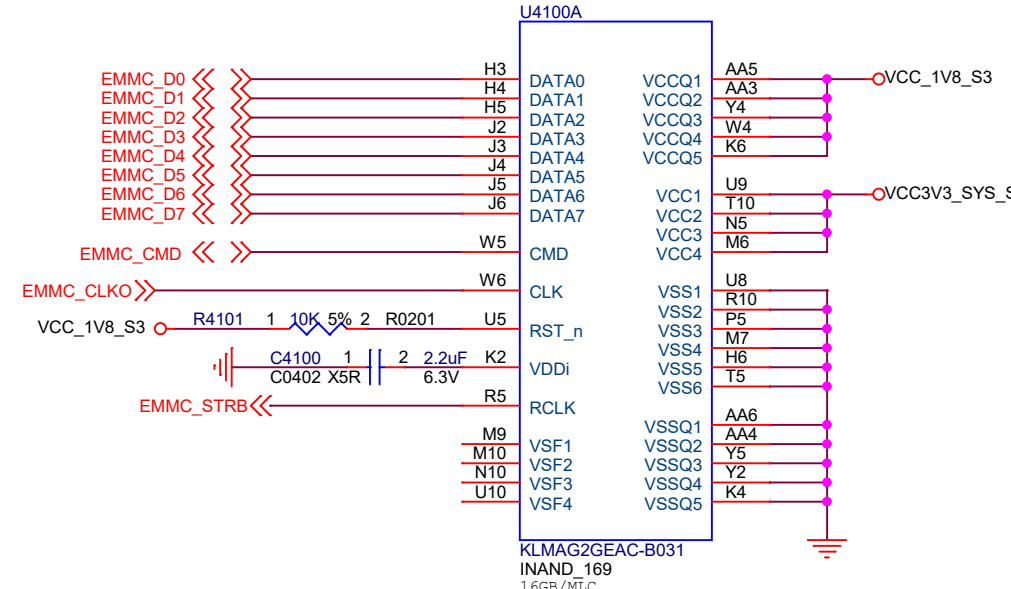 U4100A
EMMC_D0 H3 DATA0 VCCQ1 AA5 VCC_1V8_S3
EMMC_D1 H4 DATA1 VCCQ2 AA3
EMMC_D2 H5 DATA2 VCCQ3 Y4
EMMC_D3 J2 DATA3 VCCQ4 W4
EMMC_D4 J3 DATA4 VCCQ5 K6
EMMC_D5 J4 DATA5
EMMC_D6 J5 DATA6 VCC1 U9 VCC3V3_SYS_S
EMMC_D7 J6 DATA7 VCC2 T10
VCC3 N5
EMMC_CMD W5 CMD VCC4 M6
EMMC_CLKO W6 CLK VSS1 U8
VSS2 R10
VCC_1V8_S3 R4101 1 10K 5% 2 R0201 U5 RST_n VSS3 P5
VSS4 M7
C4100 1 2 2.2uF K2 VDDi VSS5 H6
C0402 X5R 6.3V VSS6 T5
EMMC_STRB R5 RCLK
VSSQ1 AA6
M9 VSF1 VSSQ2 AA4
M10 VSF2 VSSQ3 Y5
N10 VSF3 VSSQ4 Y2
U10 VSF4 VSSQ5 K4
KLMAG2GEAC-B031
INAND_169
16GB/MLC